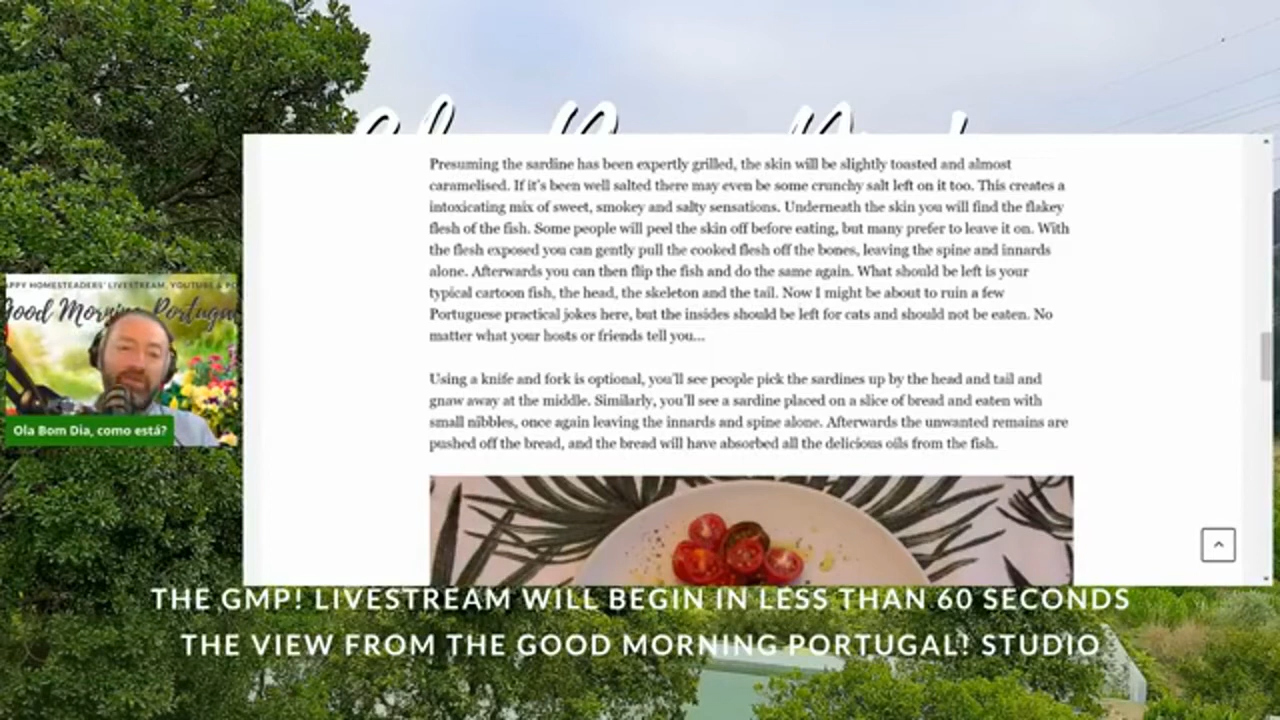 Presuming the sardine has been expertly grilled, the skin will be slightly toasted and almost
caramelised. If it's been well salted there may even be some crunchy salt left on it too. This creates a
intoxicating mix of sweet, smokey and salty sensations. Underneath the skin you will find the flakey
flesh of the fish. Some people will peel the skin off before eating, but many prefer to leave it on. With
the flesh exposed you can gently pull the cooked flesh off the bones, leaving the spine and innards
alone. Afterwards you can then flip the fish and do the same again. What should be left is your
typical cartoon fish, the head, the skeleton and the tail. Now I might be about to ruin a few
Portuguese practical jokes here, but the insides should be left for cats and should not be eaten. No
matter what your hosts or friends tell you...
Using a knife and fork is optional, you'll see people pick the sardines up by the head and tail and
gnaw away at the middle. Similarly, you'll see a sardine placed on a slice of bread and eaten with
small nibbles, once again leaving the innards and spine alone. Afterwards the unwanted remains are
pushed off the bread, and the bread will have absorbed all the delicious oils from the fish.
HOMESTEADERS' LIVESTREAM, YOUTUBE &
Good Morning
Ola Bom Dia, como está?
THE GMP! LIVESTREAM WILL BEGIN IN LESS THAN 60 SECONDS
THE VIEW FROM THE GOOD MORNING PORTUGAL! STUDIO